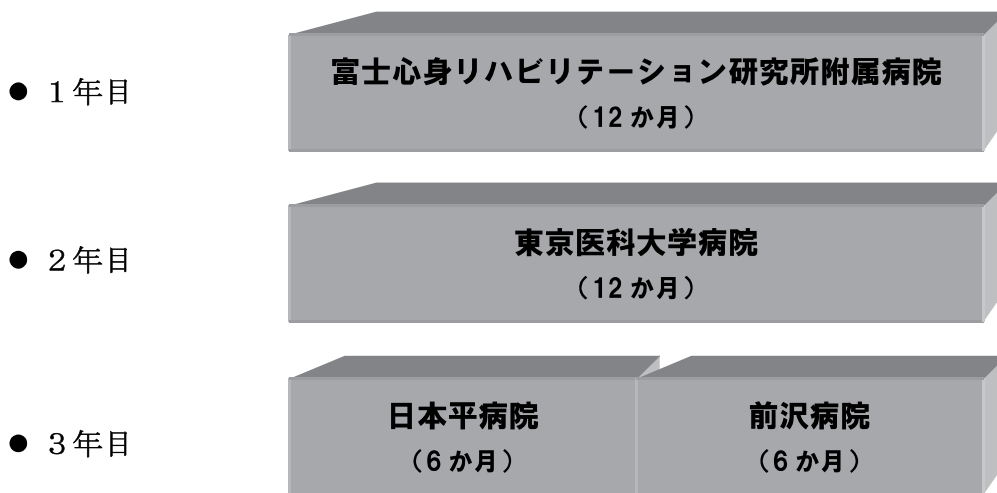 ● 1年目
富士心身リハビリテーション研究所附属病院
（12か月）
● 2年目
東京医科大学病院
（12か月）
● 3年目
日本平病院
（6か月）
前沢病院
（6か月）